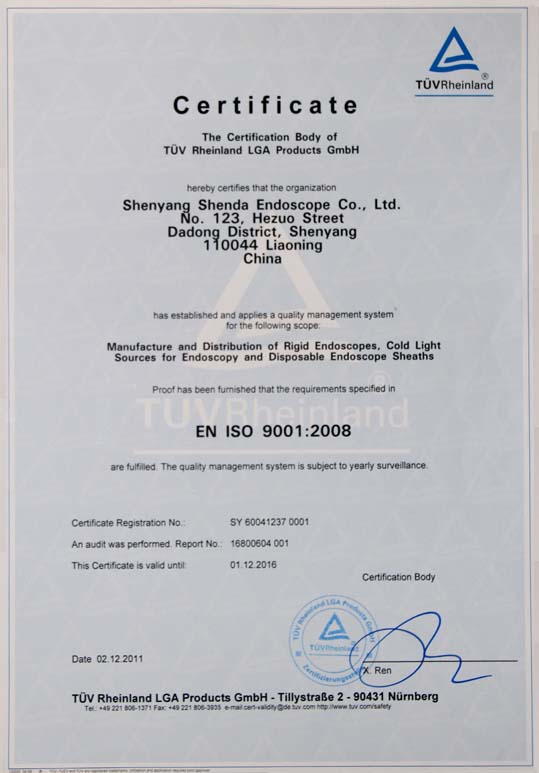 TÜVRheinland®
Certificate
The Certification Body of
TÜV Rheinland LGA Products GmbH
hereby certifies that the organization
Shenyang Shenda Endoscope Co., Ltd.
No. 123, Hezuo Street
Dadong District, Shenyang
110044 Liaoning
China
has established and applies a quality management system
for the following scope:
Manufacture and Distribution of Rigid Endoscopes, Cold Light
Sources for Endoscopy and Disposable Endoscope Sheaths
Proof has been furnished that the requirements specified in
TÜVRheinland®
EN ISO 9001:2008
are fulfilled. The quality management system is subject to yearly surveillance.
Certificate Registration No.: SY 60041237 0001
An audit was performed. Report No.: 16800604 001
This Certificate is valid until: 01.12.2016
Certification Body
TÜV Rheinland LGA Products GmbH
TÜVRheinland
Zertifizierungsstelle
Date 02.12.2011
X. Ren
TÜV Rheinland LGA Products GmbH - Tillystraße 2 - 90431 Nürnberg
Tel.: +49 221 806-1371 Fax: +49 221 806-3935 e-mail:cert-validity@de.tuv.com http://www.tuv.com/safety